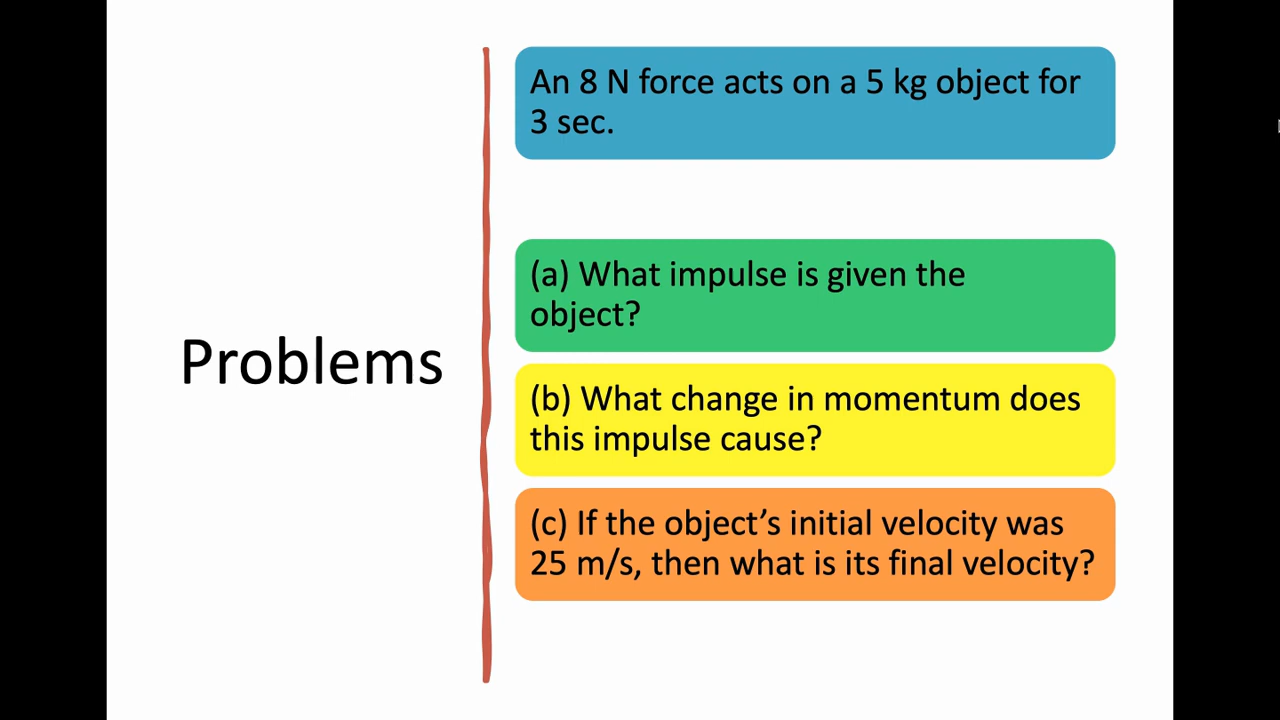 Problems
An 8 N force acts on a 5 kg object for
3 sec.
(a) What impulse is given the
object?
(b) What change in momentum does
this impulse cause?
(c) If the object’s initial velocity was
25 m/s, then what is its final velocity?